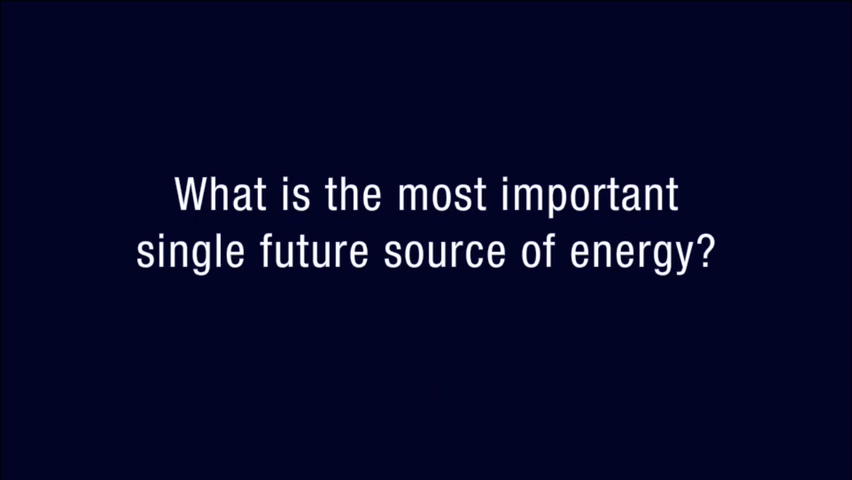 What is the most important
single future source of energy?